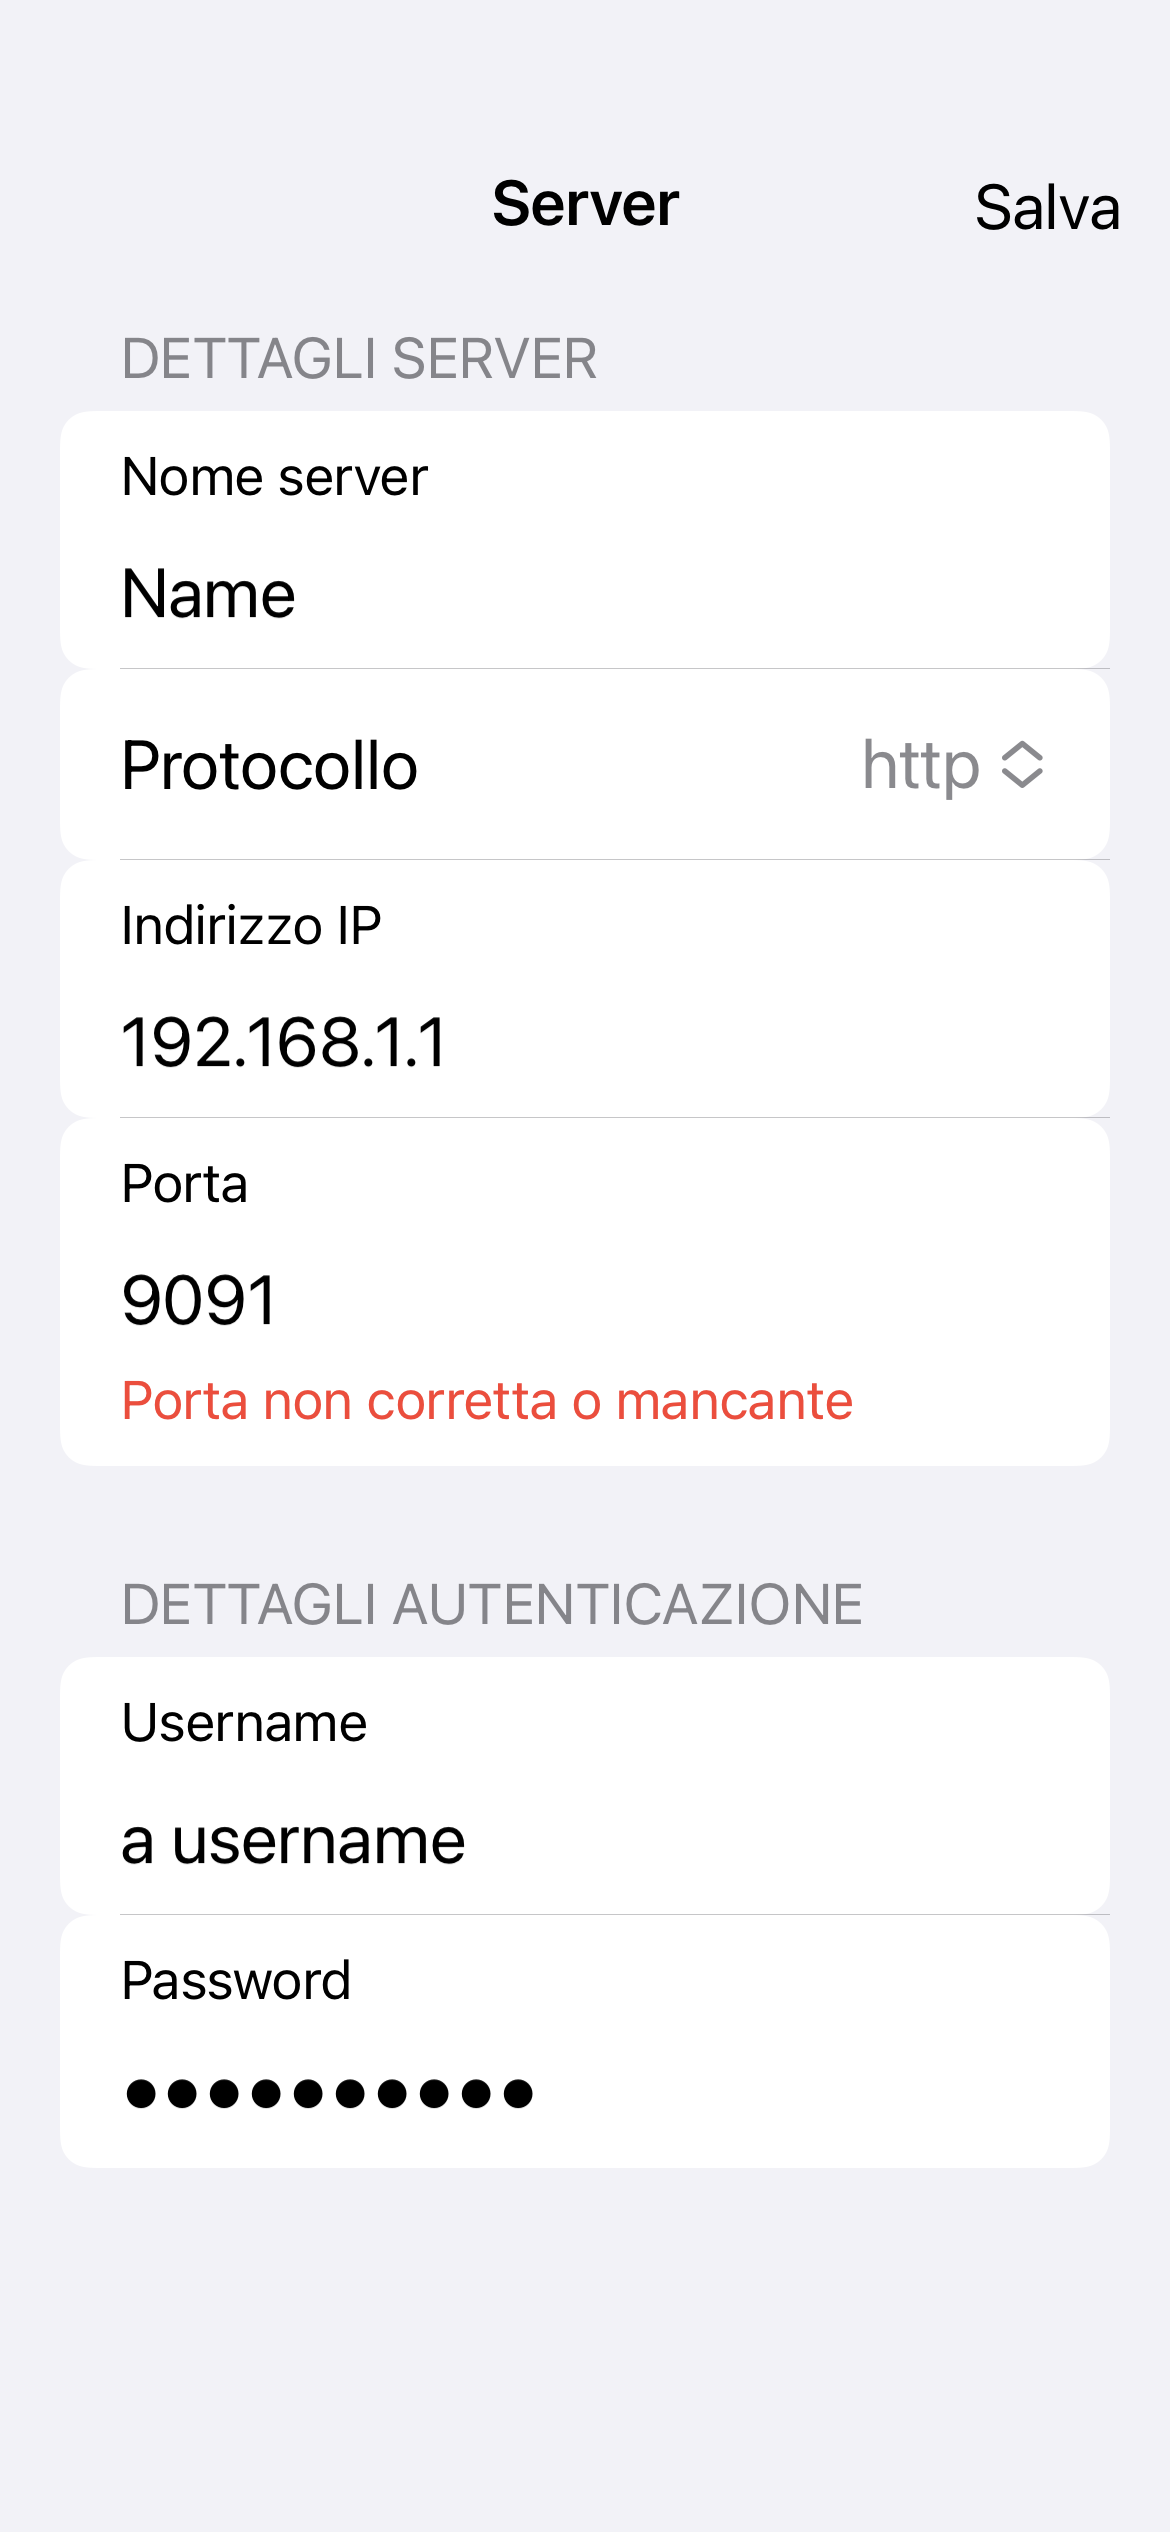 Server
Salva
DETTAGLI SERVER
Nome server
Name
Protocollo
http
Indirizzo IP
192.168.1.1
Porta
9091
Porta non corretta o mancante
DETTAGLI AUTENTICAZIONE
Username
a username
Password
●●●●●●●●●●